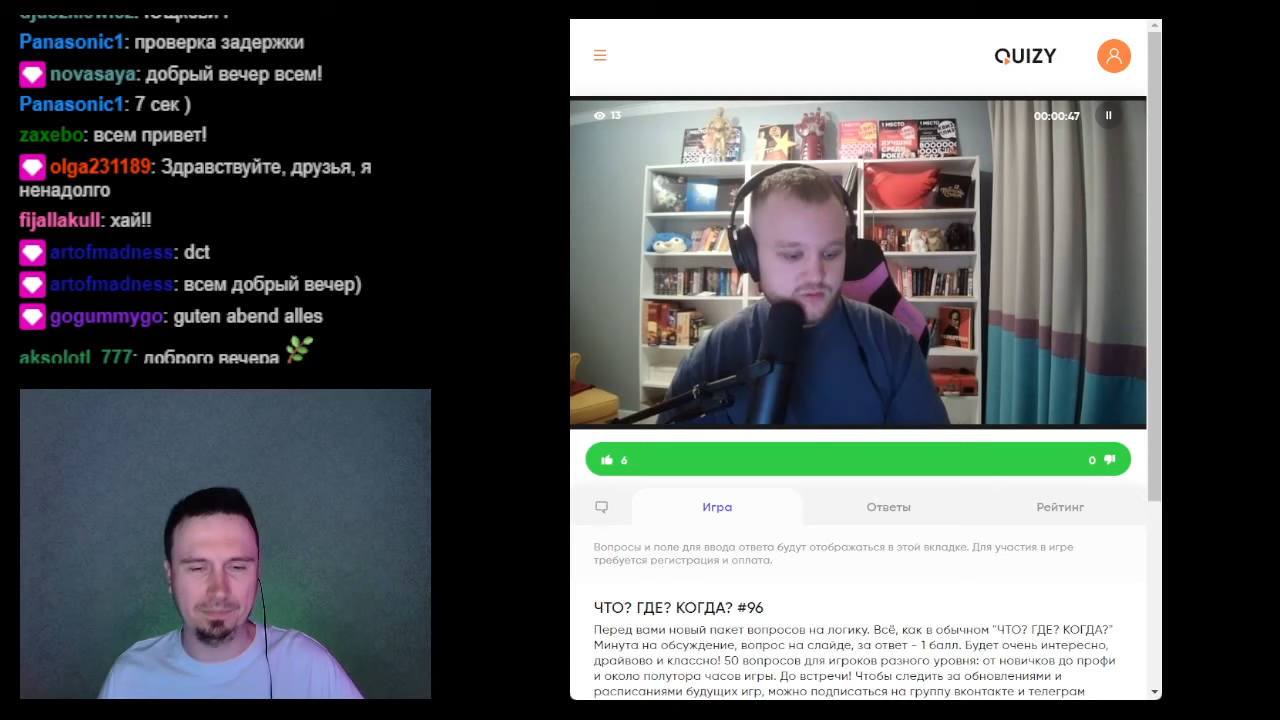 Panasonic1: проверка задержки
novasaya: добрый вечер всем!
Panasonic1: 7 сек )
zaxebo: всем привет!
olga231189: Здравствуйте, друзья, я
ненадолго
fijallakull: хай!!
artofmadness: dct
artofmadness: всем добрый вечер)
gogummygo: guten abend alles
aksolotl_777: доброго вечера
QUIZY
13
00:00:47
1 МЕСТО
1 МЕСТО
1 МЕСТО
6
0
Игра
Ответы
Рейтинг
Вопросы и поле для ввода ответа будут отображаться в этой вкладке. Для участия в игре
требуется регистрация и оплата.
ЧТО? ГДЕ? КОГДА? #96
Перед вами новый пакет вопросов на логику. Всё, как в обычном "ЧТО? ГДЕ? КОГДА?"
Минута на обсуждение, вопрос на слайде, за ответ - 1 балл. Будет очень интересно,
драйвово и классно! 50 вопросов для игроков разного уровня: от новичков до профи
и около полутора часов игры. До встречи! Чтобы следить за обновлениями и
расписаниями будущих игр, можно подписаться на группу вконтакте и телеграм